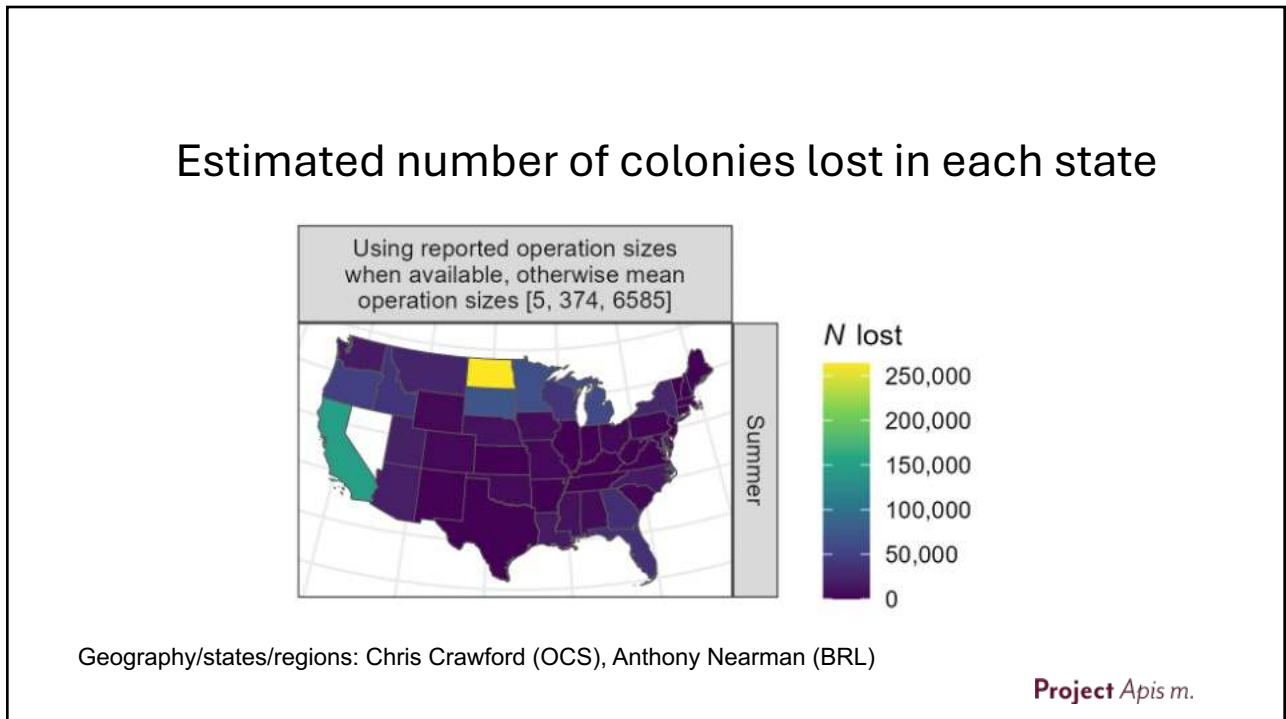 Estimated number of colonies lost in each state
Using reported operation sizes
when available, otherwise mean
operation sizes [5, 374, 6585]
Summer
N lost
250,000
200,000
150,000
100,000
50,000
0
Geography/states/regions: Chris Crawford (OCS), Anthony Nearman (BRL)
Project Apis m.